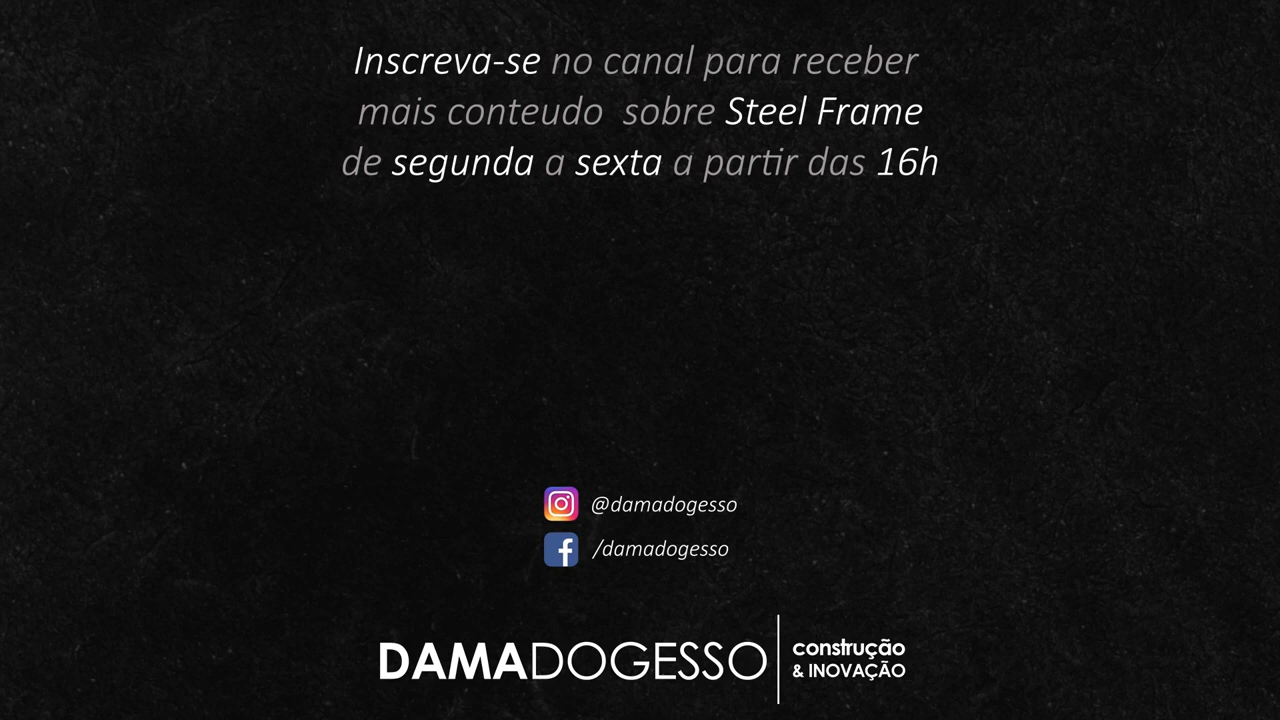 Inscreva-se no canal para receber
mais conteudo sobre Steel Frame
de segunda a sexta a partir das 16h
@damadogesso
/damadogesso
DAMADOGESSO
construção
& INOVAÇÃO